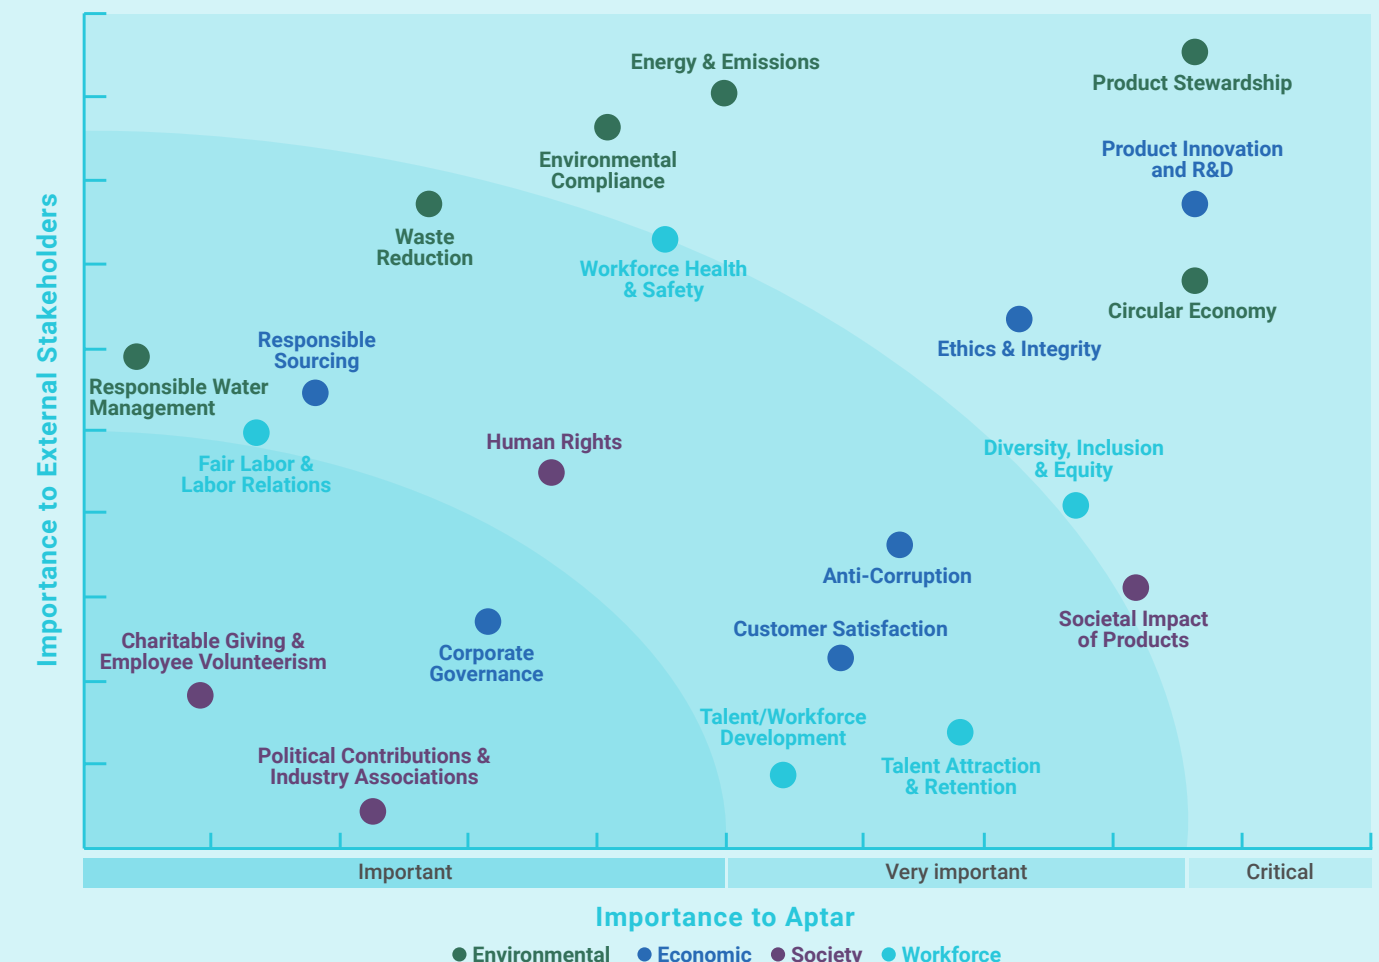 Energy & Emissions
Product Stewardship
Environmental
Compliance
Product Innovation
and R&D
Waste
Reduction
Workforce Health
& Safety
Circular Economy
Responsible
Sourcing
Ethics & Integrity
Responsible Water
Management
Human Rights
Diversity, Inclusion
& Equity
Fair Labor &
Labor Relations
Anti-Corruption
Societal Impact
of Products
Customer Satisfaction
Charitable Giving &
Employee Volunteerism
Corporate
Governance
Talent/Workforce
Development
Political Contributions &
Industry Associations
Talent Attraction
& Retention
Importance to External Stakeholders
Important
Very important
Critical
Importance to Aptar
Environmental
Economic
Society
Workforce